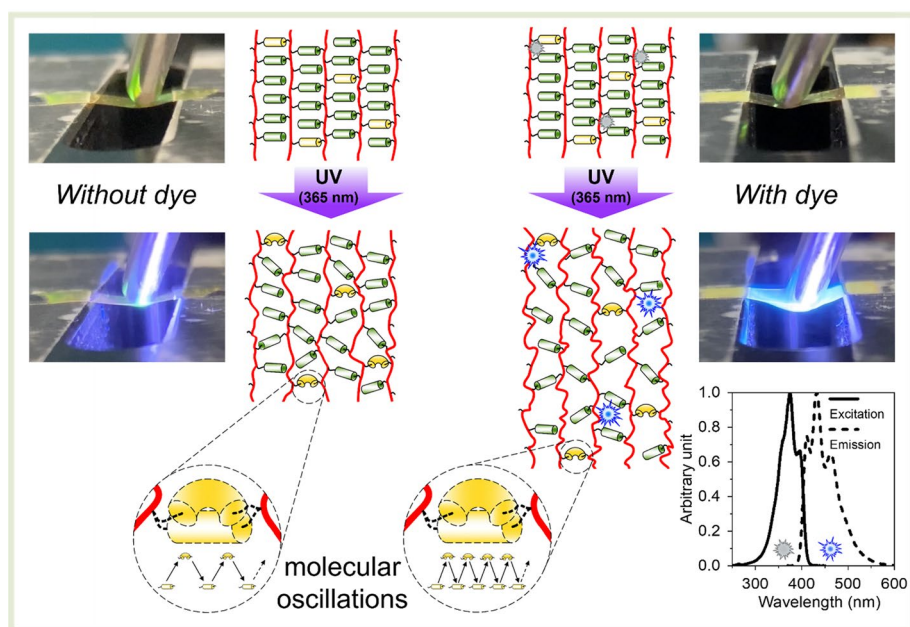 UV
(365 nm)
UV
(365 nm)
Without dye
With dye
1.0
0.8
0.6
0.4
0.2
0.0
Arbitrary unit
Excitation
Emission
300
400
500
600
Wavelength (nm)
molecular
oscillations